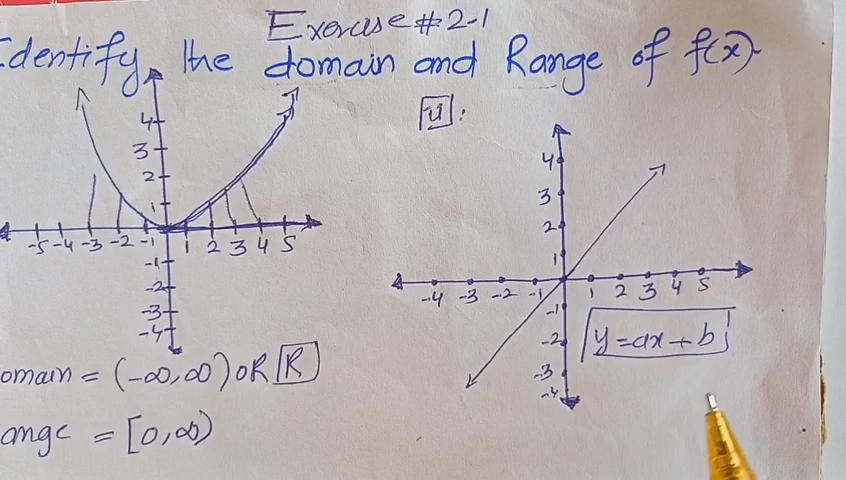 Exercise #2-1
Identify the domain and Range of f(x)-
ii:
4
3
2
1
-5 -4 -3 -2 -1 1 2 3 4 5
-1
-2
-3
-4
omain = (-∞,∞) OR R
ange = [0,∞)
4
3
2
1
-4 -3 -2 -1 1 2 3 4 5
-1
-2
-3
-4
y=ax+b